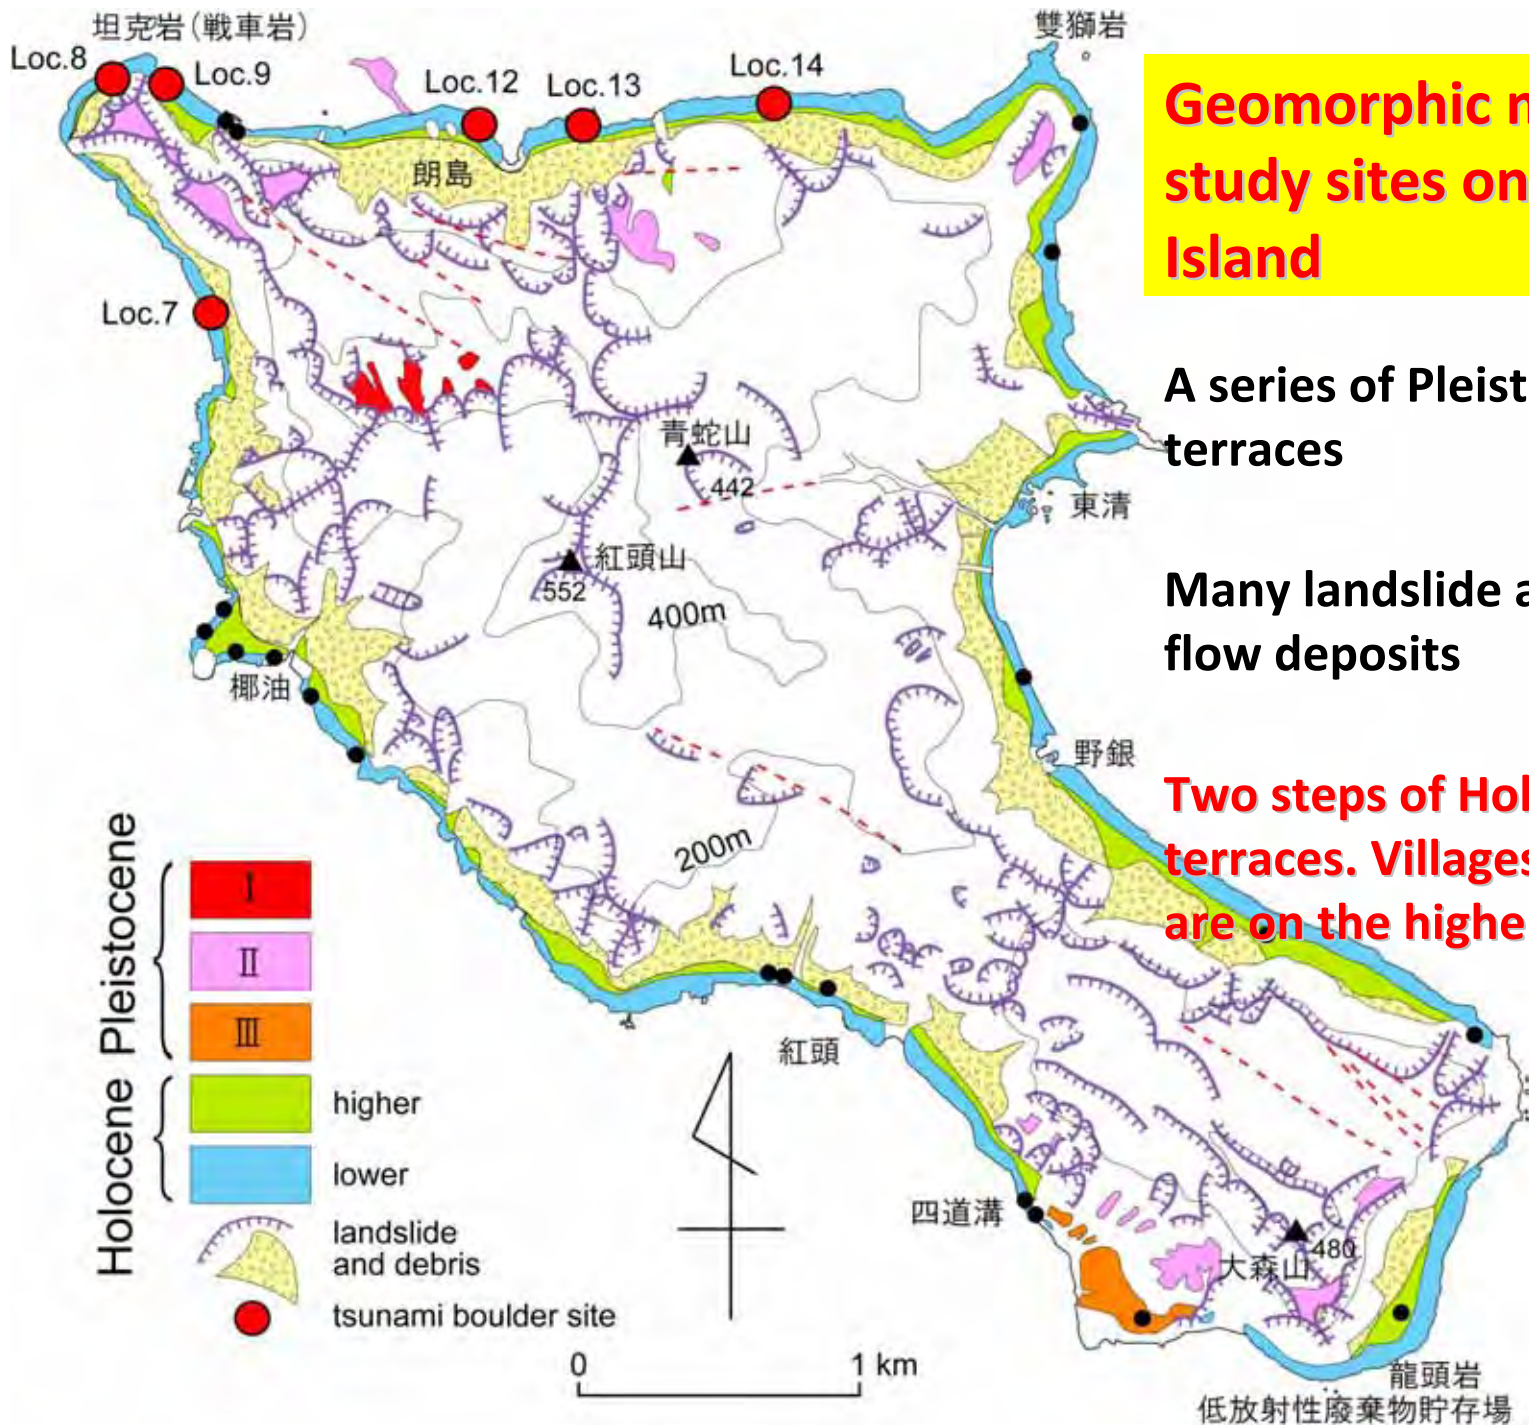 坦克岩(戦車岩)
雙獅岩
Loc.8
Loc.9
Loc.12
Loc.13
Loc.14
朗島
Loc.7
青蛇山
442
紅頭山
552
400m
東清
椰油
野銀
200m
紅頭
四道溝
480
大森山
龍頭岩
低放射性廢棄物貯存場
Pleistocene
I
II
III
Holocene
higher
lower
landslide
and debris
tsunami boulder site
0 1 km
Geomorphic
study sites on
Island
A series of
terraces
Many landslide
flow deposits
Two steps of
terraces. Villages
are on the